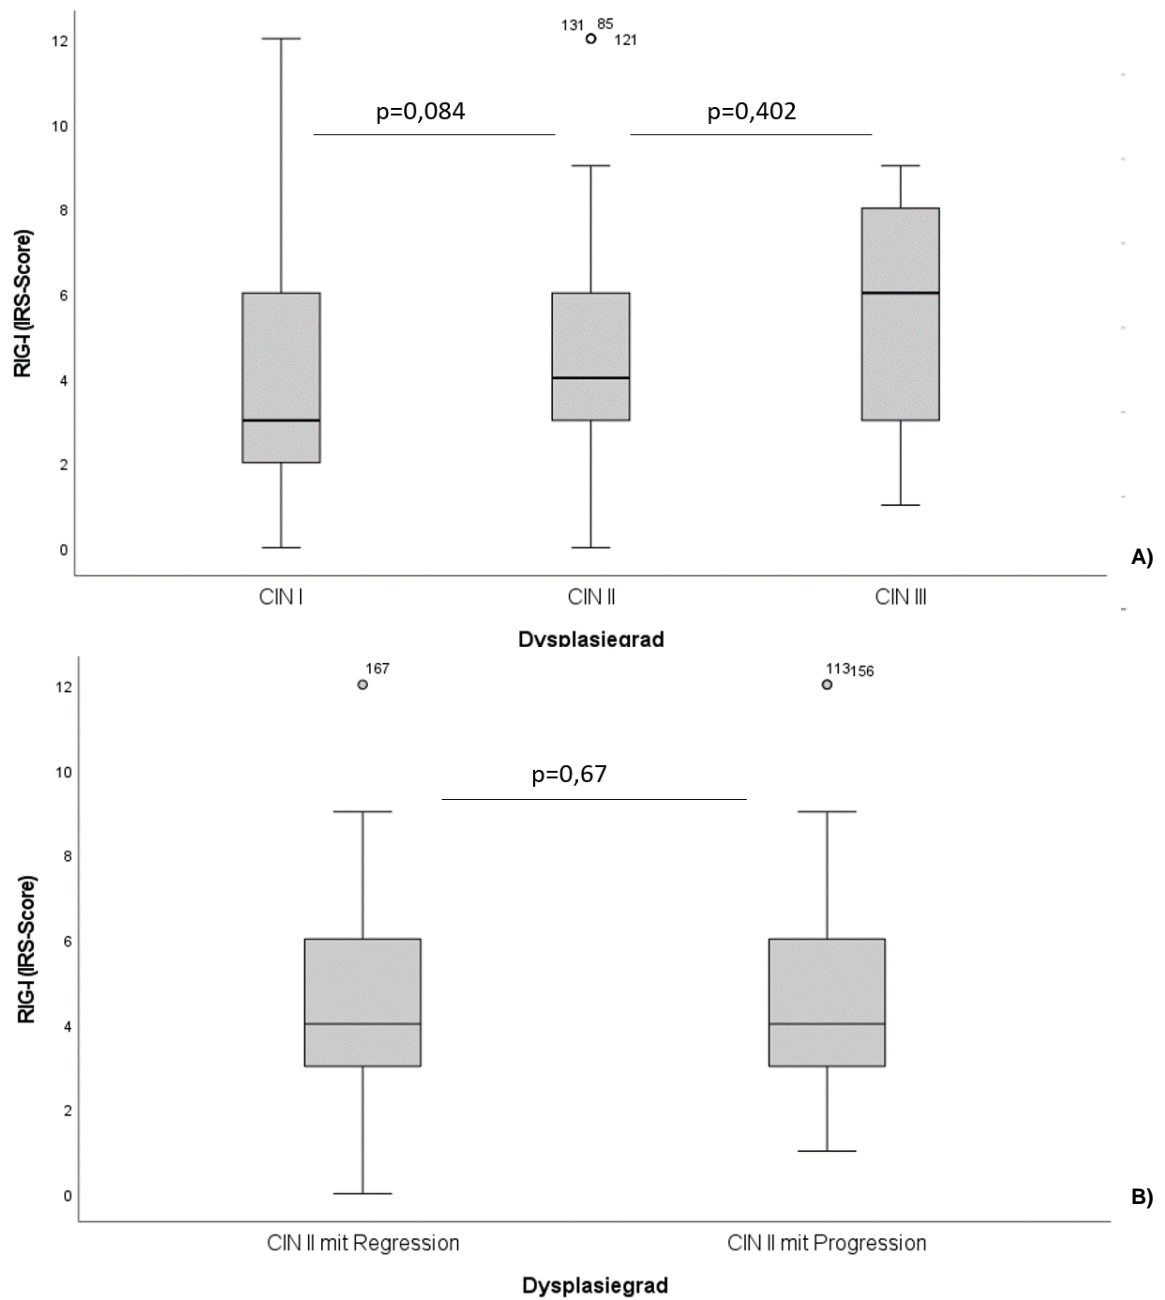 131 85
121
12
p=0,084
p=0,402
10
8
RIG-I (IRS-Score)
6
4
2
0
A)
CIN I
CIN II
CIN III
Dysplasiegrad
167
113 156
12
p=0,67
10
8
RIG-I (IRS-Score)
6
4
2
0
B)
CIN II mit Regression
CIN II mit Progression
Dysplasiegrad